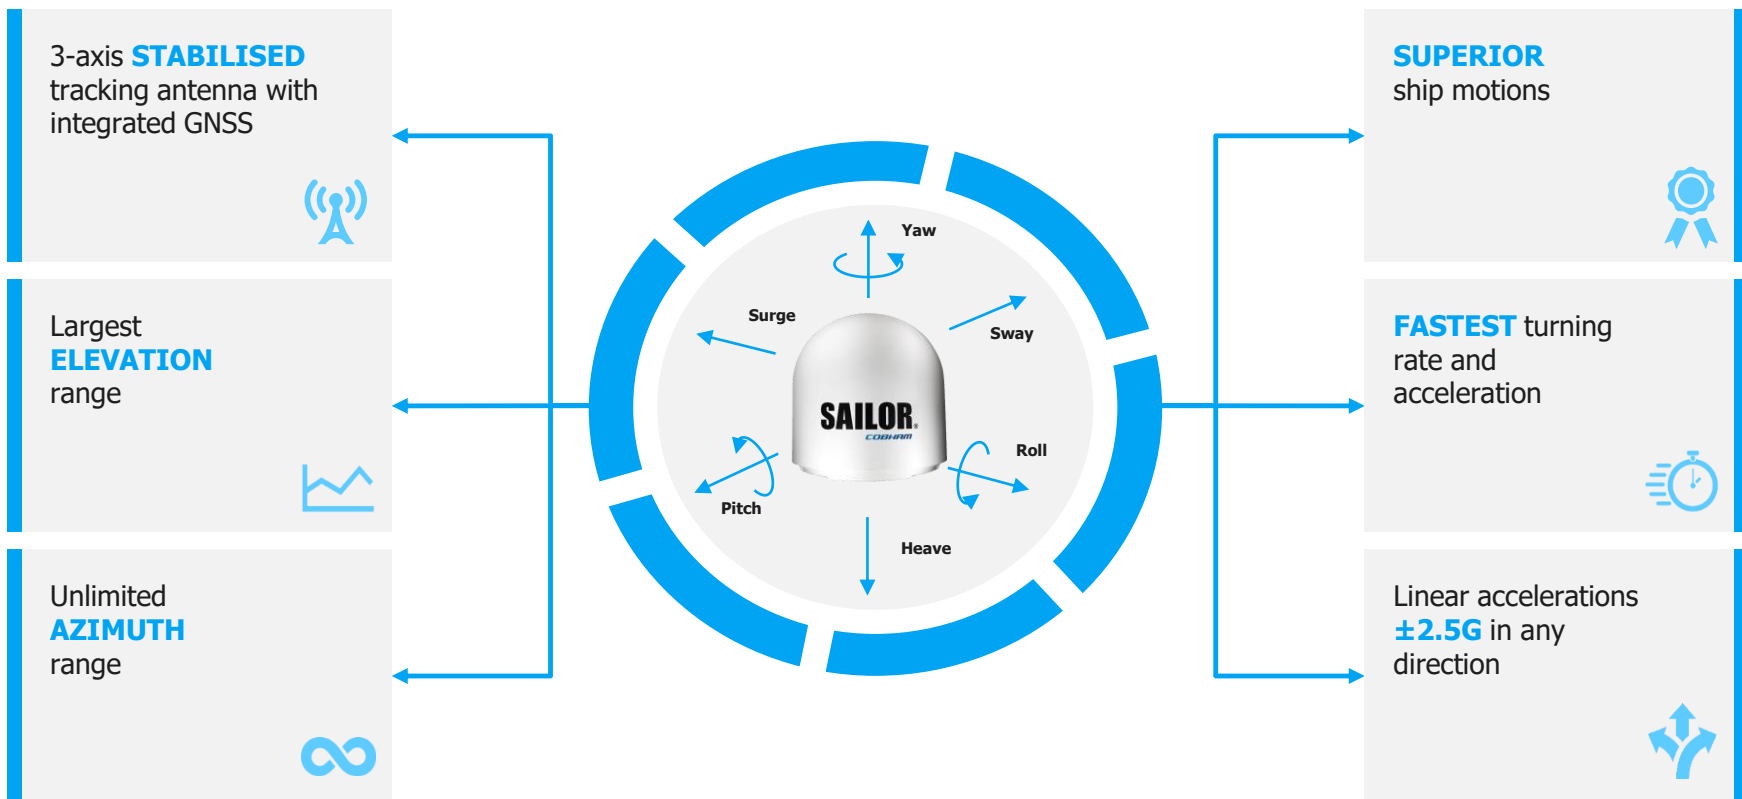 3-axis STABILISED
tracking antenna with
integrated GNSS
Largest
ELEVATION
range
Unlimited
AZIMUTH
range
Yaw
Surge
Sway
SAILOR®
COBHAM
Roll
Pitch
Heave
SUPERIOR
ship motions
FASTEST turning
rate and
acceleration
Linear accelerations
±2.5G in any
direction